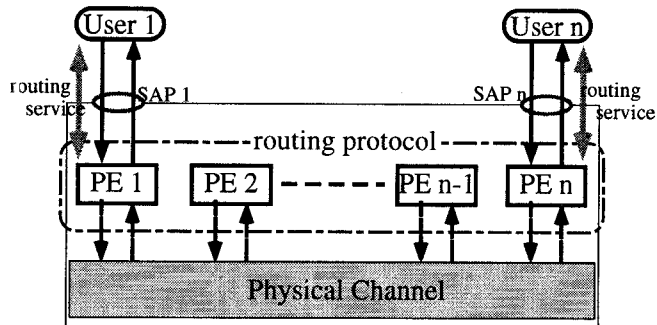 User 1
User n
routing
service
SAP 1
SAP n
routing
service
routing protocol
PE 1
PE 2
PE n-1
PE n
Physical Channel